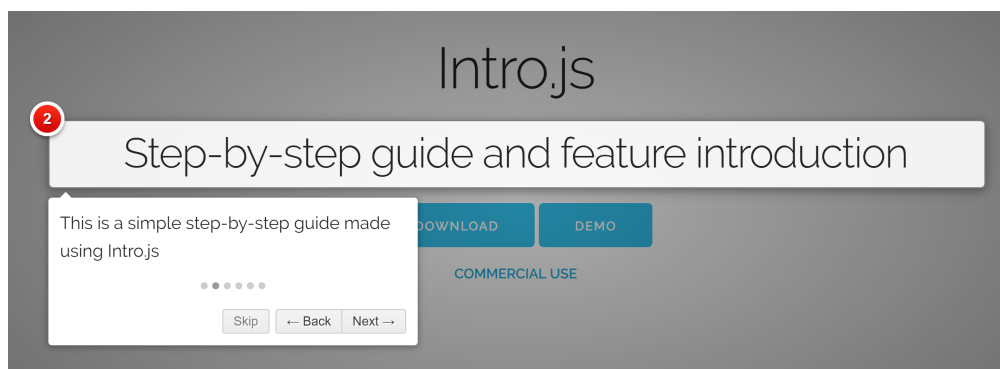 Intro.js
2
Step-by-step guide and feature introduction
This is a simple step-by-step guide made
using Intro.js
DOWNLOAD
DEMO
COMMERCIAL USE
Skip
← Back
Next →